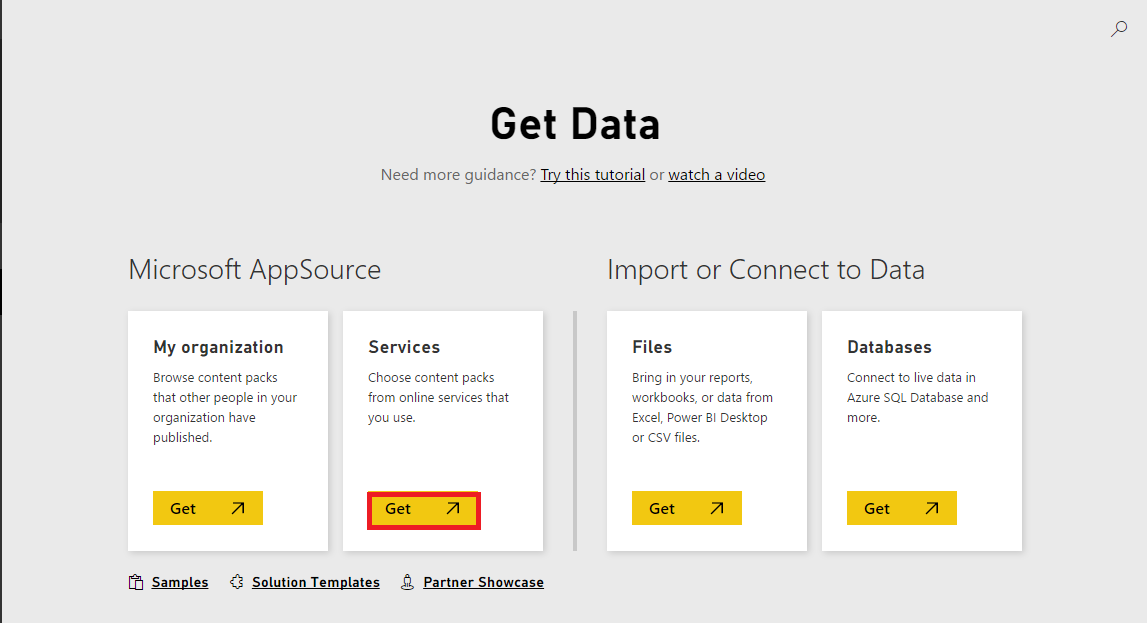 Get Data
Need more guidance? Try this tutorial or watch a video
Microsoft AppSource
My organization
Browse content packs
that other people in your
organization have
published.
Get
Services
Choose content packs
from online services that
you use.
Get
Import or Connect to Data
Files
Bring in your reports,
workbooks, or data from
Excel, Power BI Desktop
or CSV files.
Get
Databases
Connect to live data in
Azure SQL Database and
more.
Get
Samples
Solution Templates
Partner Showcase